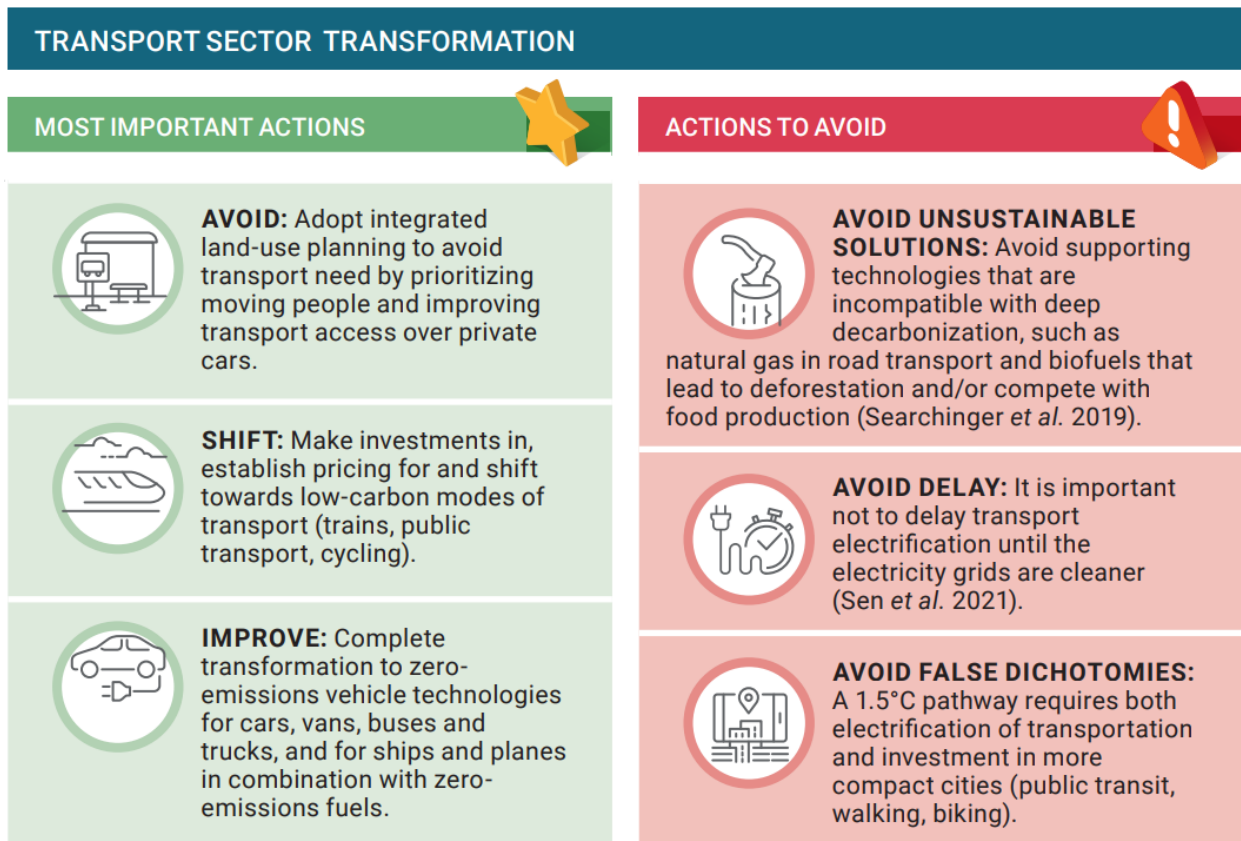 TRANSPORT SECTOR TRANSFORMATION
MOST IMPORTANT ACTIONS
AVOID: Adopt integrated
land-use planning to avoid
transport need by prioritizing
moving people and improving
transport access over private
cars.
SHIFT: Make investments in,
establish pricing for and shift
towards low-carbon modes of
transport (trains, public
transport, cycling).
IMPROVE: Complete
transformation to zero-
emissions vehicle technologies
for cars, vans, buses and
trucks, and for ships and planes
in combination with zero-
emissions fuels.
ACTIONS TO AVOID
AVOID UNSUSTAINABLE
SOLUTIONS: Avoid supporting
technologies that are
incompatible with deep
decarbonization, such as
natural gas in road transport and biofuels that
lead to deforestation and/or compete with
food production (Searchinger et al. 2019).
AVOID DELAY: It is important
not to delay transport
electrification until the
electricity grids are cleaner
(Sen et al. 2021).
AVOID FALSE DICHOTOMIES:
A 1.5°C pathway requires both
electrification of transportation
and investment in more
compact cities (public transit,
walking, biking).